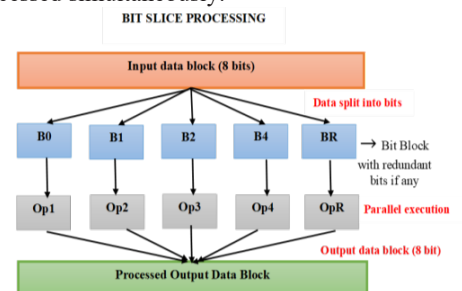 essed simultaneously.
BIT SLICE PROCESSING
Input data block (8 bits)
Data split into bits
B0 B1 B2 B4 BR
→ Bit Block
with redundant
bits if any
Op1 Op2 Op3 Op4 OpR Parallel execution
Output data block (8 bit)
Processed Output Data Block